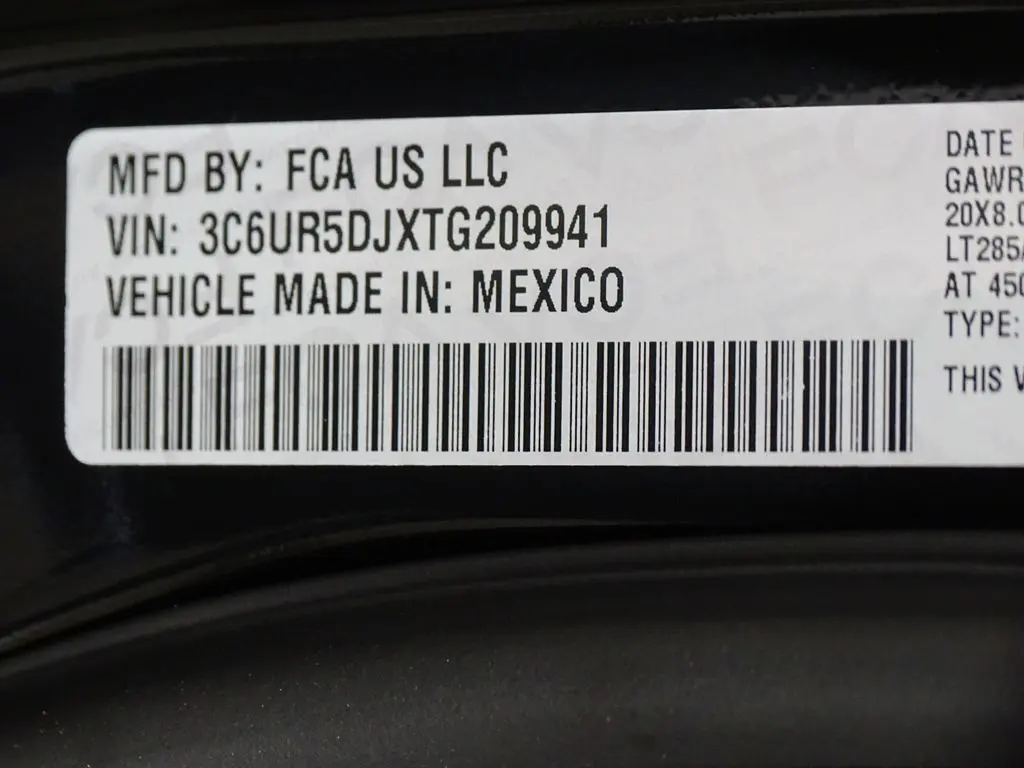 MFD BY: FCA US LLC
VIN: 3C6UR5DJXTG209941
VEHICLE MADE IN: MEXICO
DATE
GAWR
20X8.0
LT285/
AT 450
TYPE:
THIS V